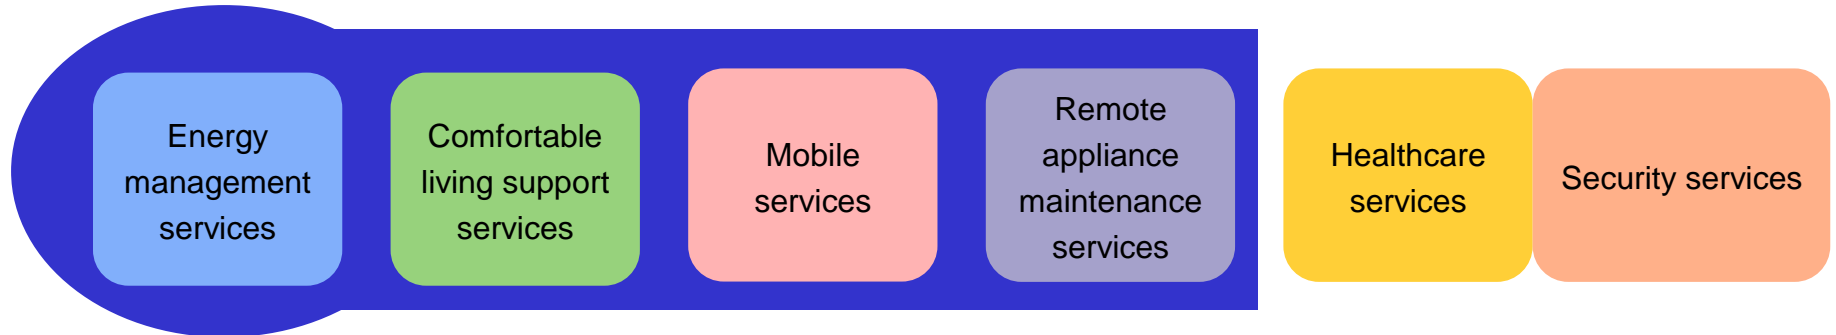 Energy
management
services
Comfortable
living support
services
Mobile
services
Remote
appliance
maintenance
services
Healthcare
services
Security services